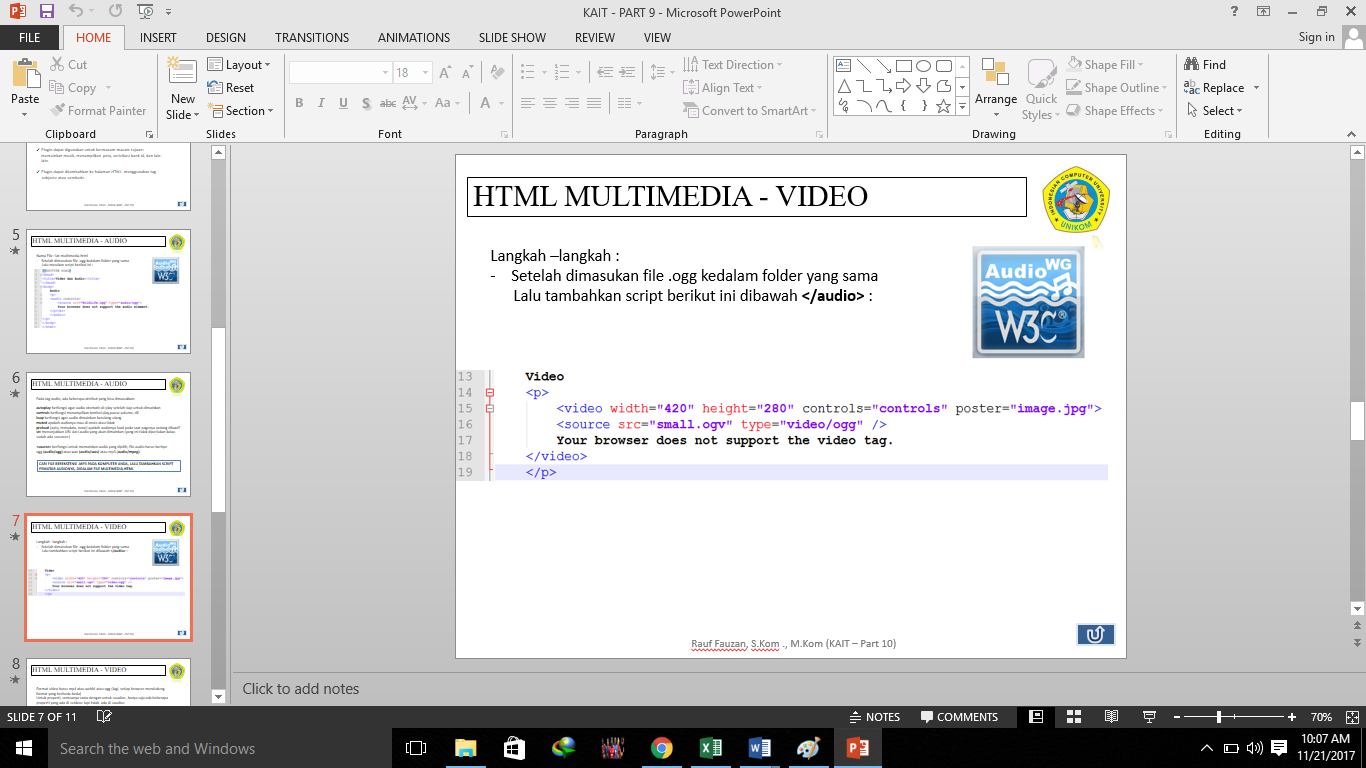 KAIT - PART 9 - Microsoft PowerPoint
FILE HOME INSERT DESIGN TRANSITIONS ANIMATIONS SLIDE SHOW REVIEW VIEW Sign in
Paste
Cut
Copy
Format Painter
Clipboard
New Slide
Layout
Reset
Section
Slides
18
Font
Text Direction
Align Text
Convert to SmartArt
Paragraph
Arrange
Quick Styles
Shape Fill
Shape Outline
Shape Effects
Drawing
Find
Replace
Select
Editing
5
HTML MULTIMEDIA - AUDIO
6
HTML MULTIMEDIA - AUDIO
7
HTML MULTIMEDIA - VIDEO
8
HTML MULTIMEDIA - VIDEO
HTML MULTIMEDIA - VIDEO
INDONESIAN COMPUTER UNIVERSITY
UNIKOM
Langkah –langkah :
Setelah dimasukan file .ogg kedalam folder yang sama
Lalu tambahkan script berikut ini dibawah </audio> :
Audio WG
W3C®
13 Video
14 <p>
15 <video width="420" height="280" controls="controls" poster="image.jpg">
16 <source src="small.ogv" type="video/ogg" />
17 Your browser does not support the video tag.
18 </video>
19 </p>
Rauf Fauzan, S.Kom ., M.Kom (KAIT – Part 10)
Click to add notes
SLIDE 7 OF 11 NOTES COMMENTS 70%
Search the web and Windows
10:07 AM
11/21/2017